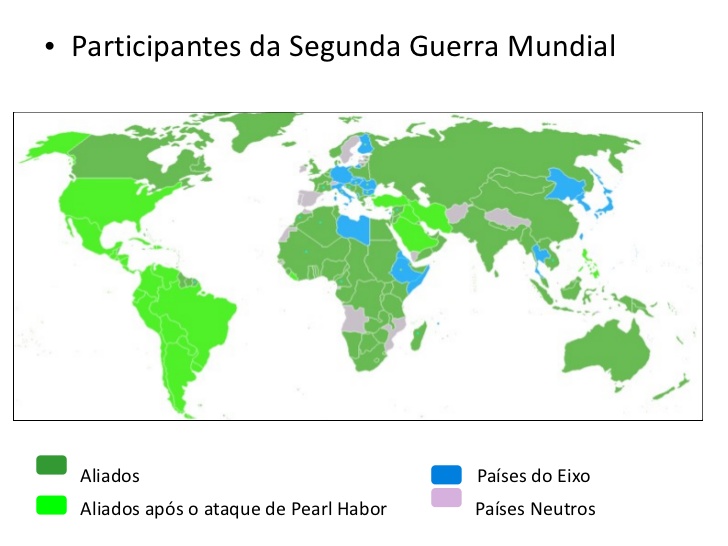 • Participantes da Segunda Guerra Mundial
Aliados
Aliados após o ataque de Pearl Habor
Países do Eixo
Países Neutros